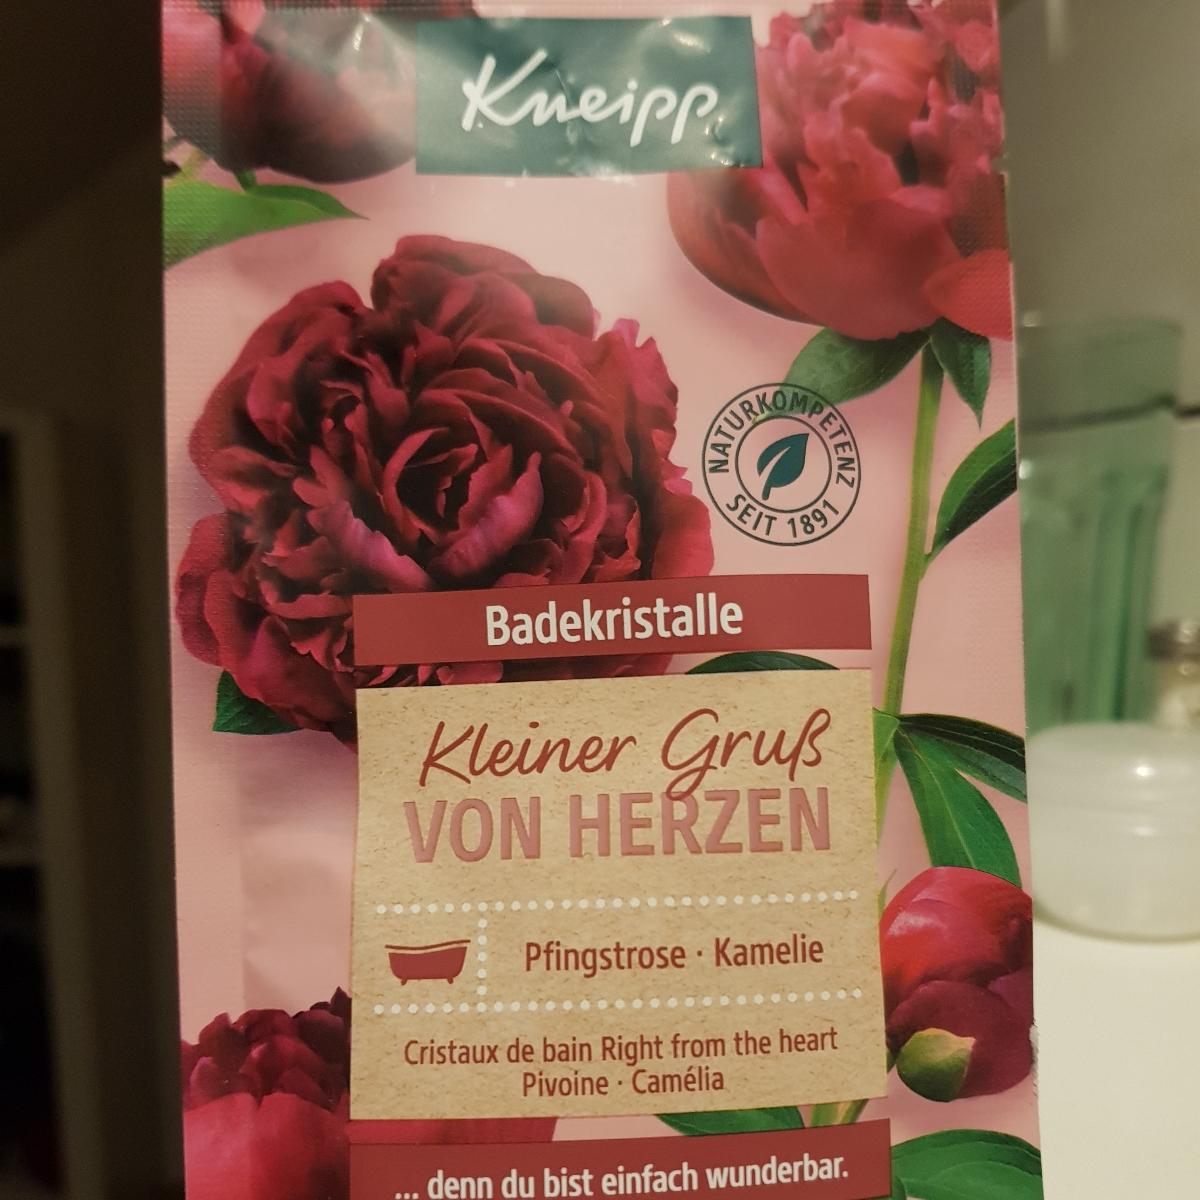 Kneipp
NATURKOMPETENZ
SEIT 1891
Badekristalle
Kleiner Gruß
VON HERZEN
Pfingstrose · Kamelie
Cristaux de bain Right from the heart
Pivoine · Camélia
... denn du bist einfach wunderbar.